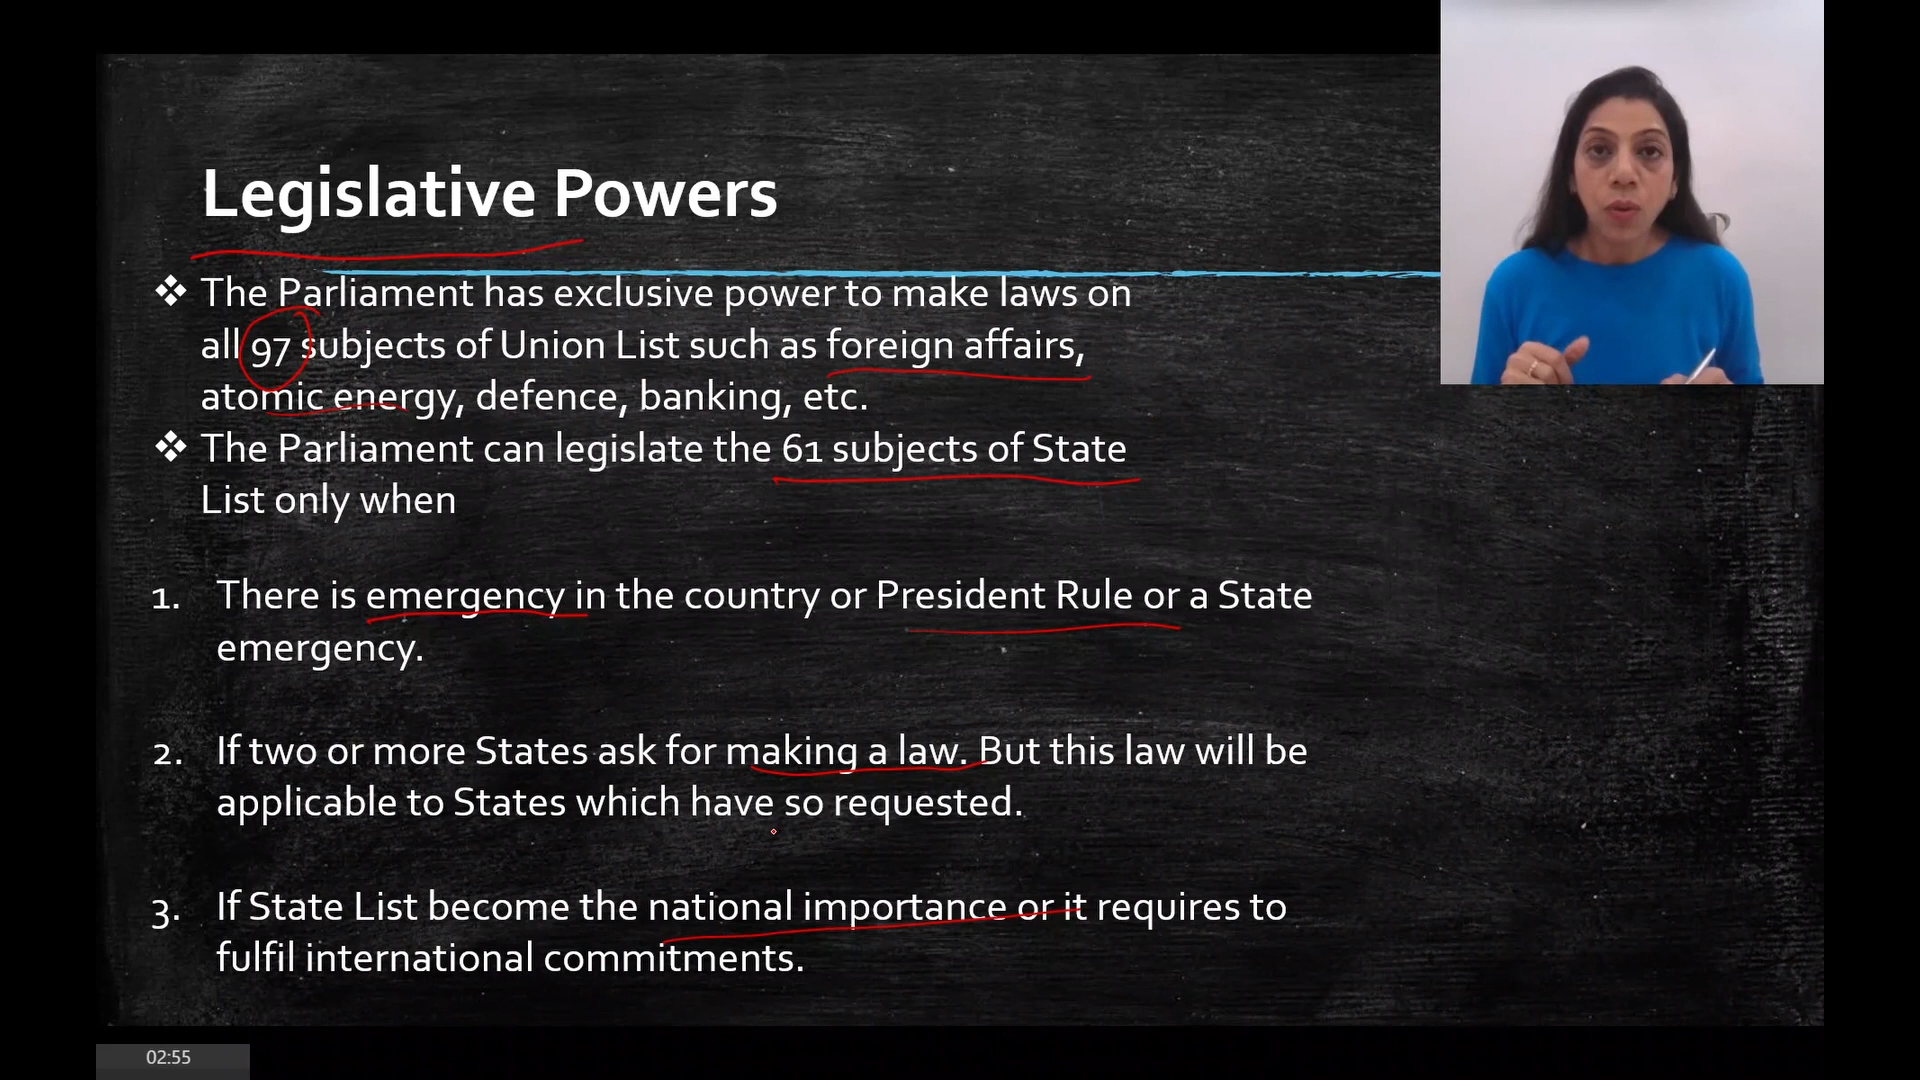 Legislative Powers
❖ The Parliament has exclusive power to make laws on
all 97 subjects of Union List such as foreign affairs,
atomic energy, defence, banking, etc.
❖ The Parliament can legislate the 61 subjects of State
List only when
1. There is emergency in the country or President Rule or a State
emergency.
2. If two or more States ask for making a law. But this law will be
applicable to States which have so requested.
3. If State List become the national importance or it requires to
fulfil international commitments.
02:55